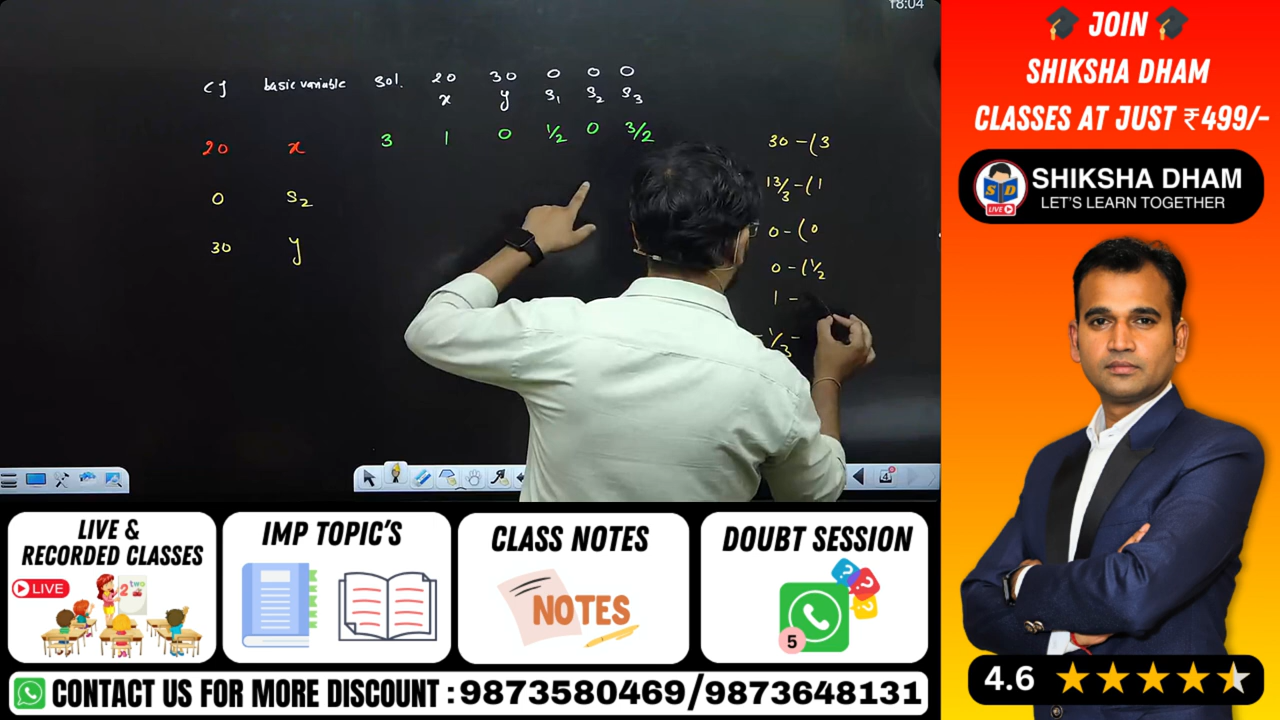 18:04
20 30 0 0 0
CJ basic variable Sol. x y S1 S2 S3
20 x 3 1 0 1/2 0 3/2
0 S2
30 y
30 - (3
13/3 - (1
0 - (0
0 - (1/2
1 -
- 1/3 -
4
JOIN
SHIKSHA DHAM
CLASSES AT JUST ₹499/-
SD
LIVE
SHIKSHA DHAM
LET'S LEARN TOGETHER
LIVE &
RECORDED CLASSES
LIVE
2 two
IMP TOPIC'S
CLASS NOTES
NOTES
DOUBT SESSION
? ? ?
5
4.6
CONTACT US FOR MORE DISCOUNT : 9873580469/9873648131